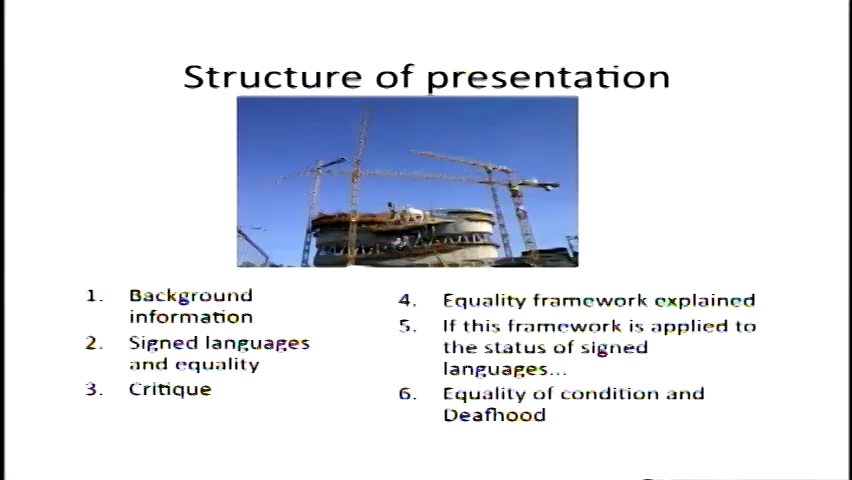 Structure of presentation
1. Background
information
2. Signed languages
and equality
3. Critique
4. Equality framework explained
5. If this framework is applied to
the status of signed
languages...
6. Equality of condition and
Deafhood